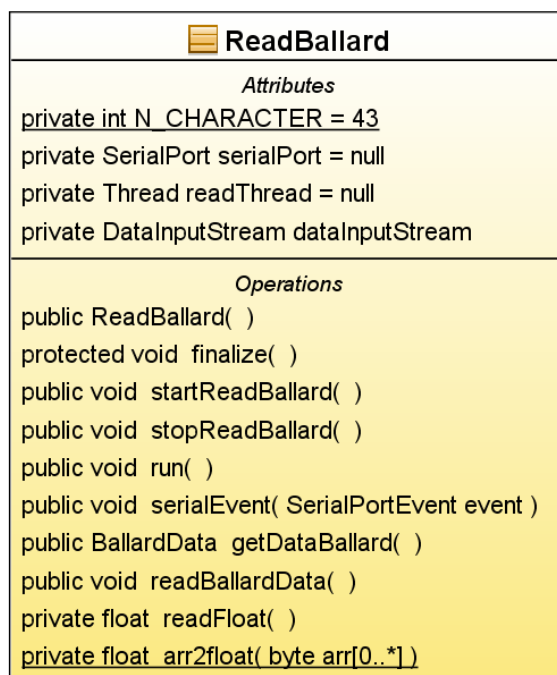 ReadBallard
Attributes
private int N_CHARACTER = 43
private SerialPort serialPort = null
private Thread readThread = null
private DataInputStream dataInputStream
Operations
public ReadBallard( )
protected void finalize( )
public void startReadBallard( )
public void stopReadBallard( )
public void run( )
public void serialEvent( SerialPortEvent event )
public BallardData getDataBallard( )
public void readBallardData( )
private float readFloat( )
private float arr2float( byte arr[0..*] )